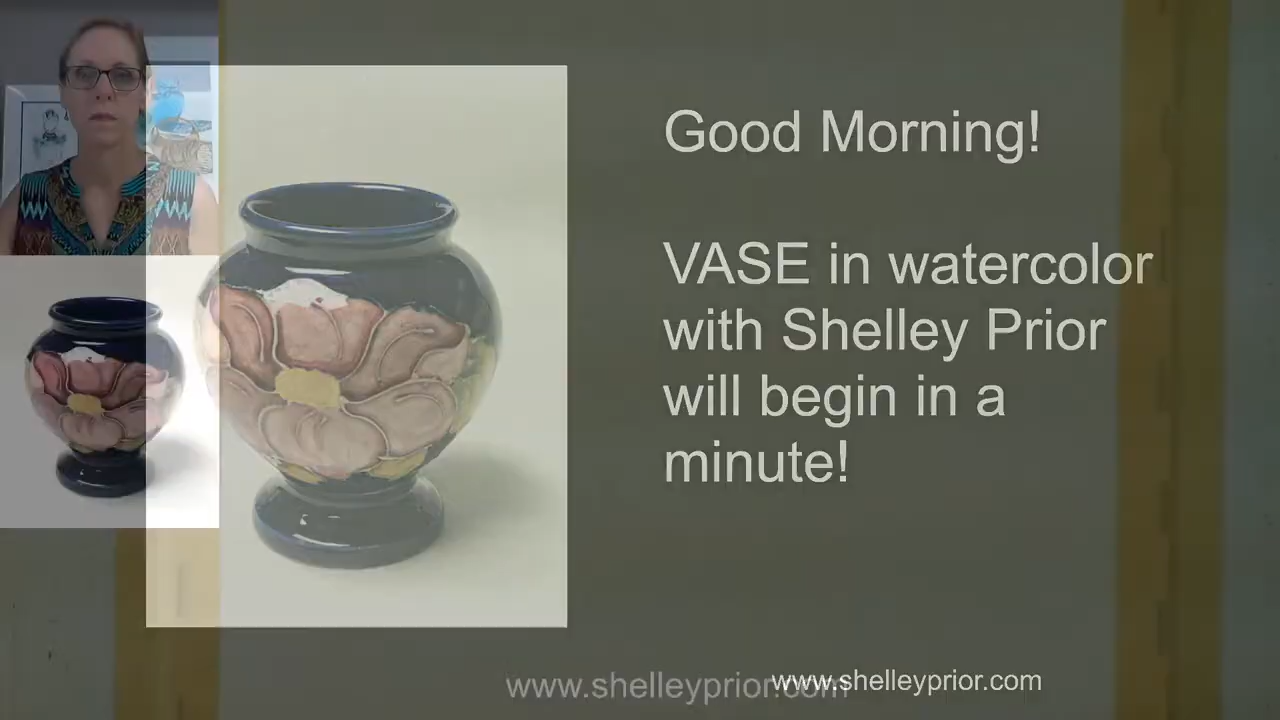 Good Morning!
VASE in watercolor
with Shelley Prior
will begin in a
minute!
www.shelleyprior.com
www.shelleyprior.com